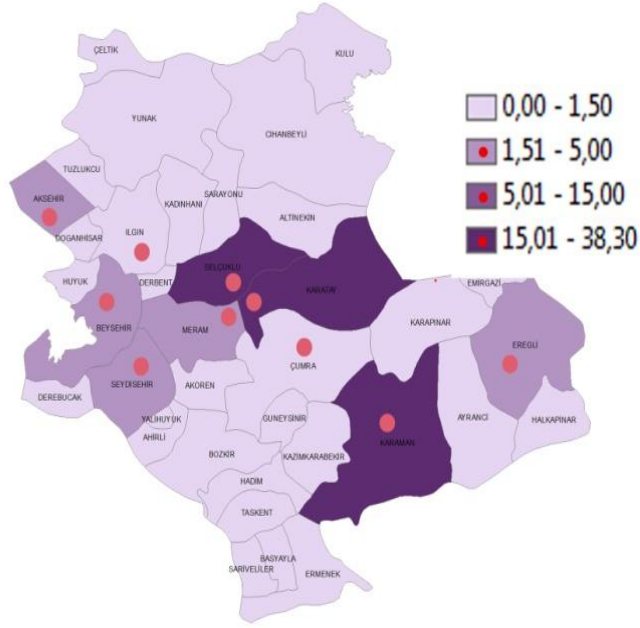 ÇELTİK
KULU
YUNAK
CIHANBEYLİ
0,00 - 1,50
1,51 - 5,00
5,01 - 15,00
15,01 - 38,30
TUZLUKCU
AKSEHIR
KADINHANI
SARAYONU
ALTINEKIN
ILGIN
DOGANHISAR
SELÇUKLU
HUYUK
DERBENT
KARATAY
EMIRGAZI
BEYSEHIR
MERAM
KARAPINAR
EREGLI
ÇUMRA
SEYDISEHIR
AKOREN
DEREBUCAK
YALIHUYUK
AHIRLI
GUNEYSINIR
AYRANCI
HALKAPINAR
KARAMAN
BOZKIR
KAZIMKARABEKIR
HADIM
TASKENT
BASYAYLA
SARIVELILER
ERMENEK